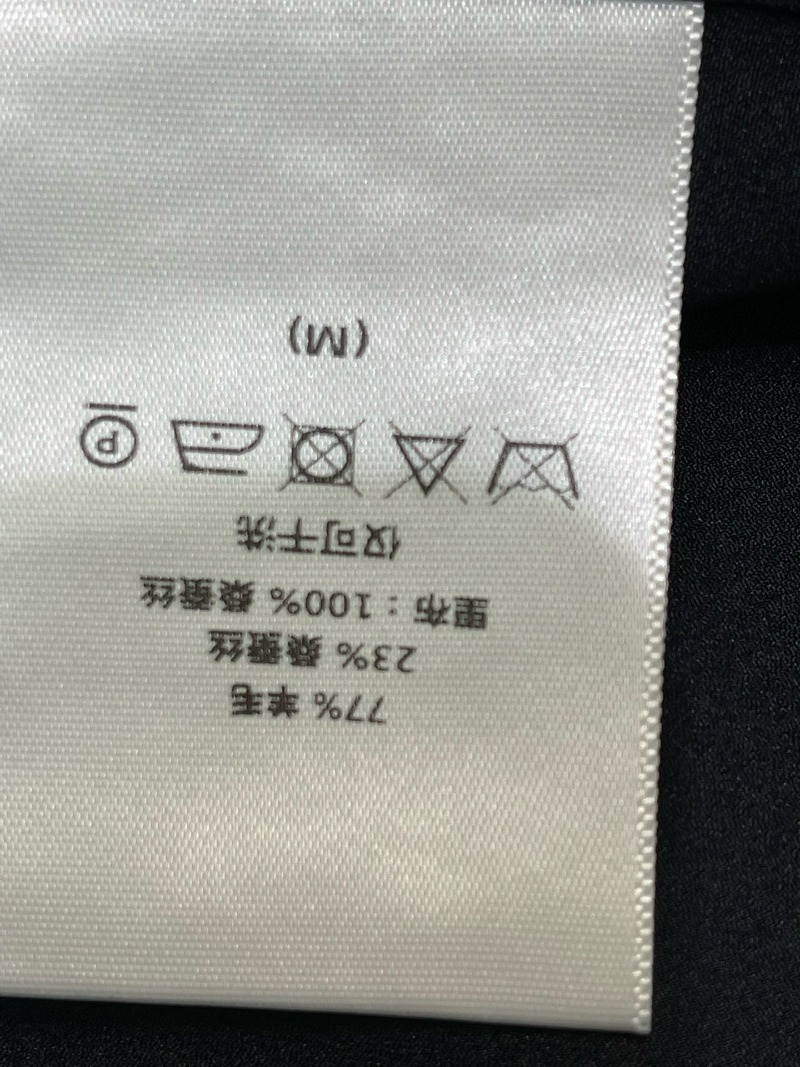 77% 羊毛
23% 桑蚕丝
里布：100% 桑蚕丝
仅可干洗
P
(M)